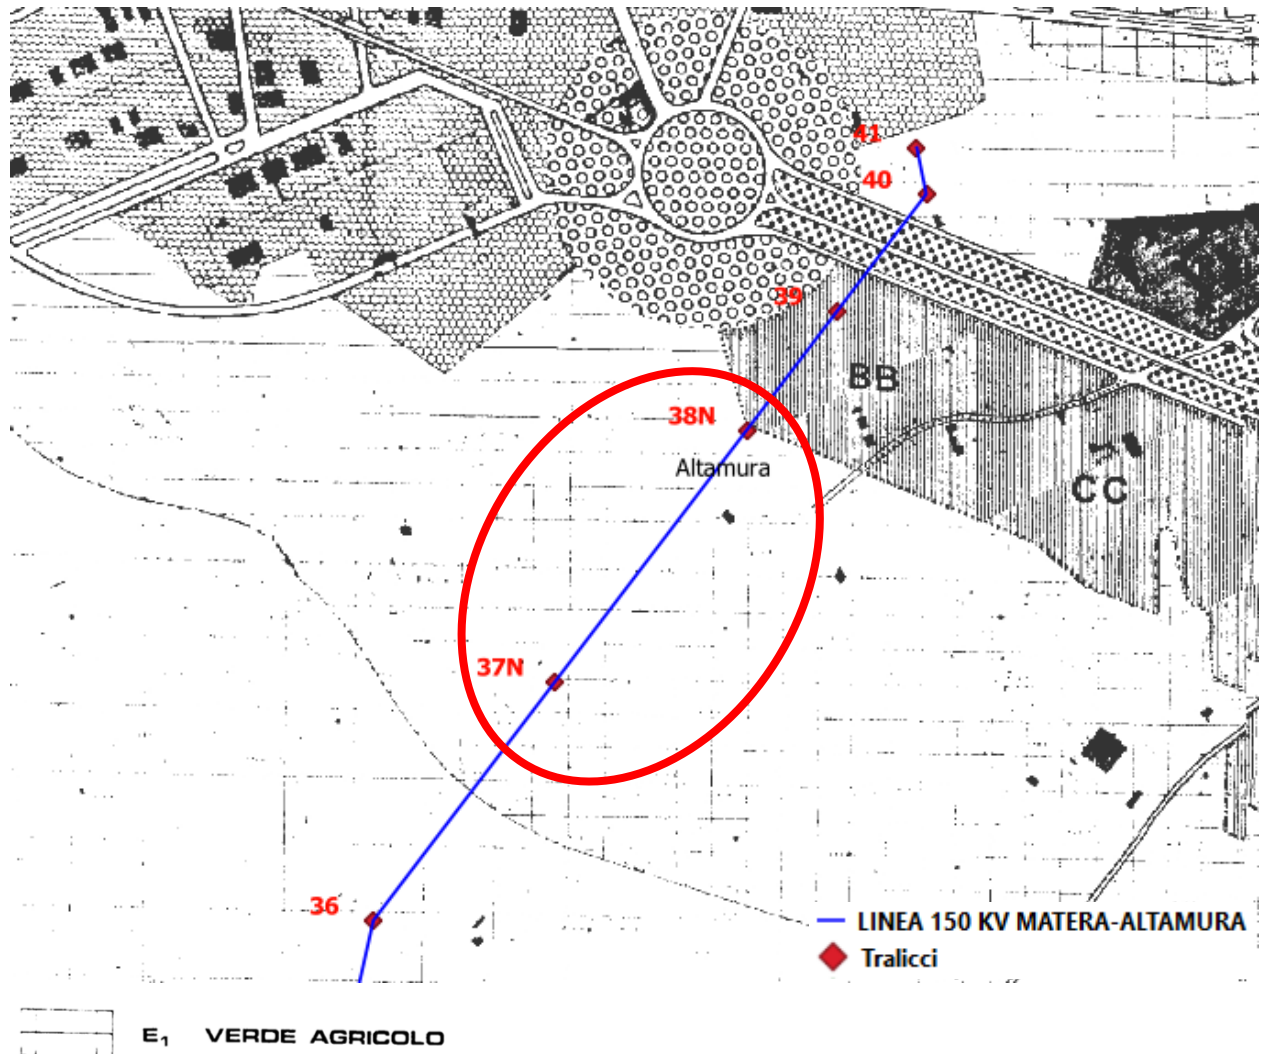 41
40
39
BB
38N
Altamura
CC
37N
36
LINEA 150 KV MATERA-ALTAMURA
Tralicci
E1 VERDE AGRICOLO